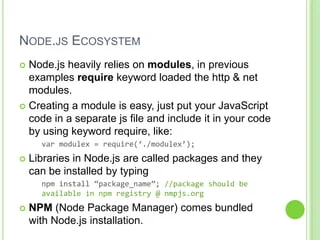 NODE.JS ECOSYSTEM
Node.js heavily relies on modules, in previous
examples require keyword loaded the http & net
modules.
Creating a module is easy, just put your JavaScript
code in a separate js file and include it in your code
by using keyword require, like:
var modulex = require(‘./modulex’);
Libraries in Node.js are called packages and they
can be installed by typing
npm install “package_name”; //package should be
available in npm registry @ nmpjs.org
NPM (Node Package Manager) comes bundled
with Node.js installation.